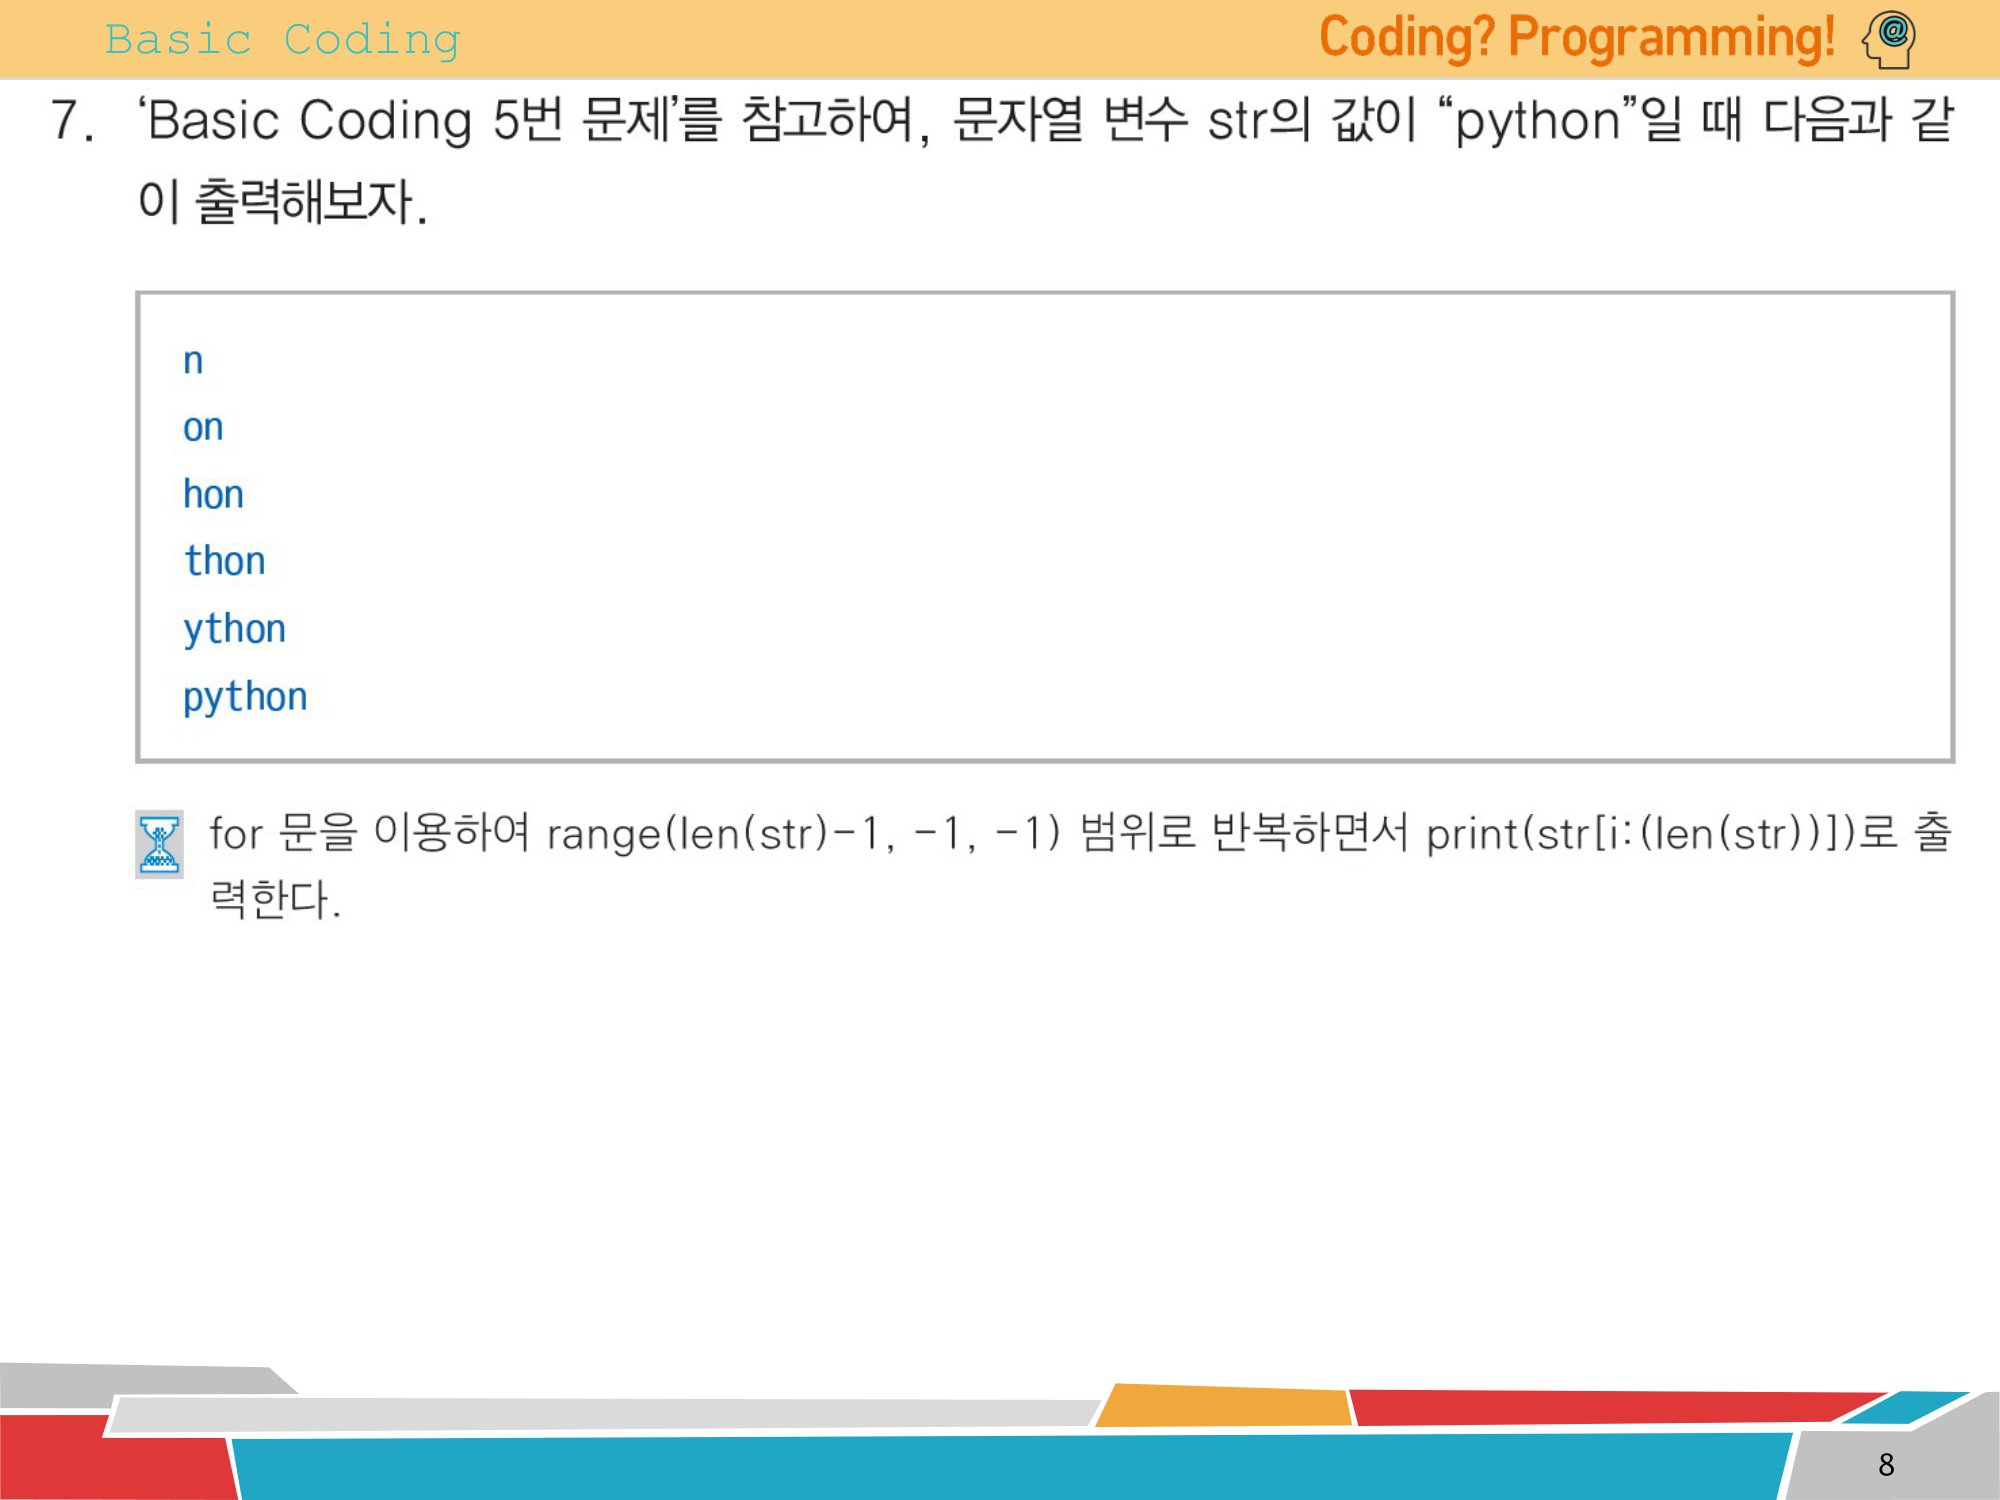 Basic Coding
Coding? Programming!
7. ‘Basic Coding 5번 문제’를 참고하여, 문자열 변수 str의 값이 “python”일 때 다음과 같
이 출력해보자.
n
on
hon
thon
ython
python
for 문을 이용하여 range(len(str)-1, -1, -1) 범위로 반복하면서 print(str[i:(len(str))])로 출
력한다.
8